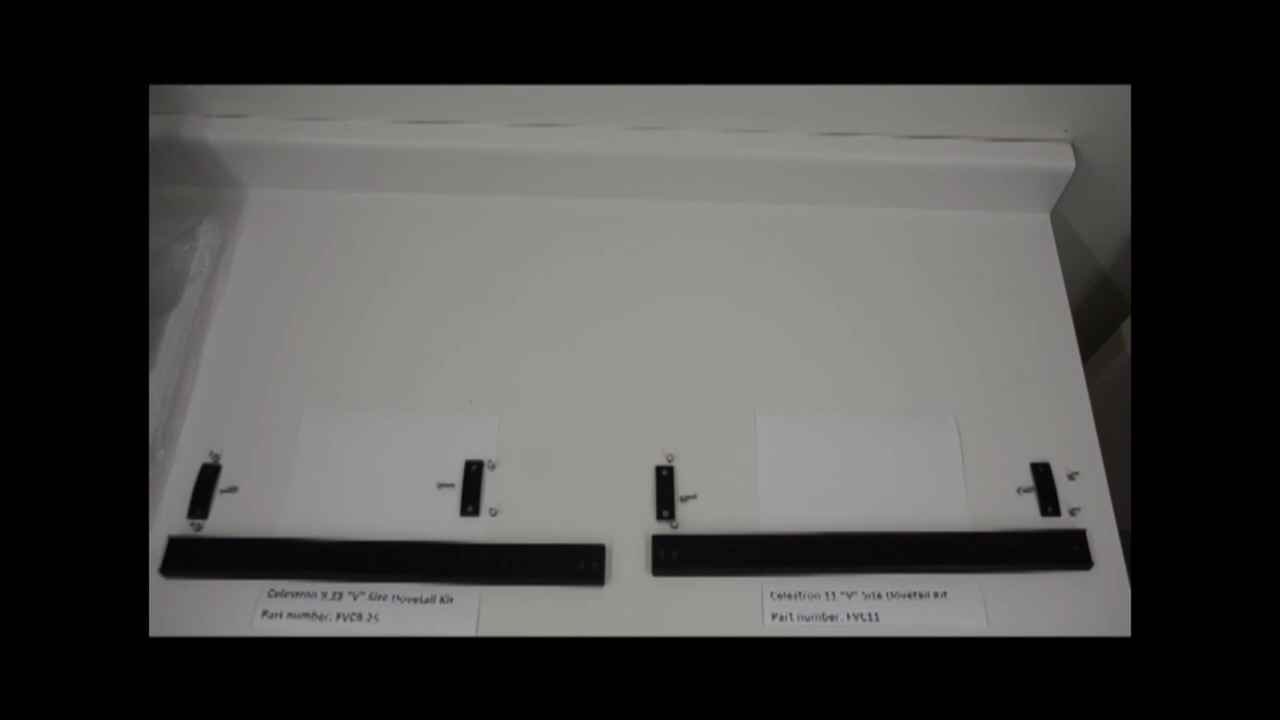 Celestron 9.25 "V" Size Dovetail Kit
Part number. FVC9.25
Celestron 11 "V" Size Dovetail Kit
Part number. FVC11